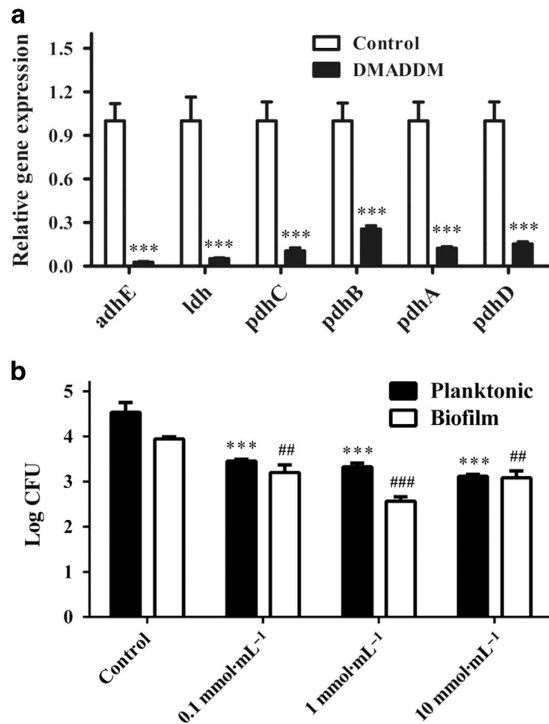 a
Control
DMADDM
Relative gene expression
1.5
1.2
0.9
0.6
0.3
0.0
*** *** *** *** *** ***
adhE ldh pdhC pdhB pdhA pdhD
b
Planktonic
Biofilm
Log CFU
5
4
3
2
1
0
*** ## *** ### *** ##
Control 0.1 mmol·mL⁻¹ 1 mmol·mL⁻¹ 10 mmol·mL⁻¹